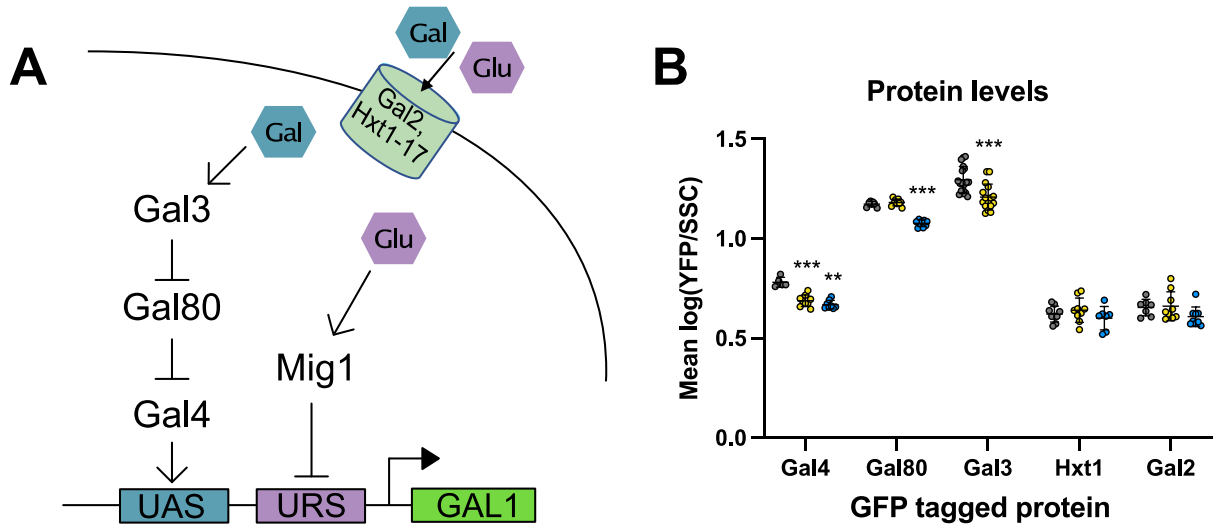 A
Gal
Glu
Gal2,
Hxt1-17
Gal
Gal3
Glu
Gal80
Mig1
Gal4
UAS
URS
GAL1
B
Protein levels
Mean log(YFP/SSC)
1.5
1.0
0.5
0.0
***
**
***
***
Gal4 Gal80 Gal3 Hxt1 Gal2
GFP tagged protein